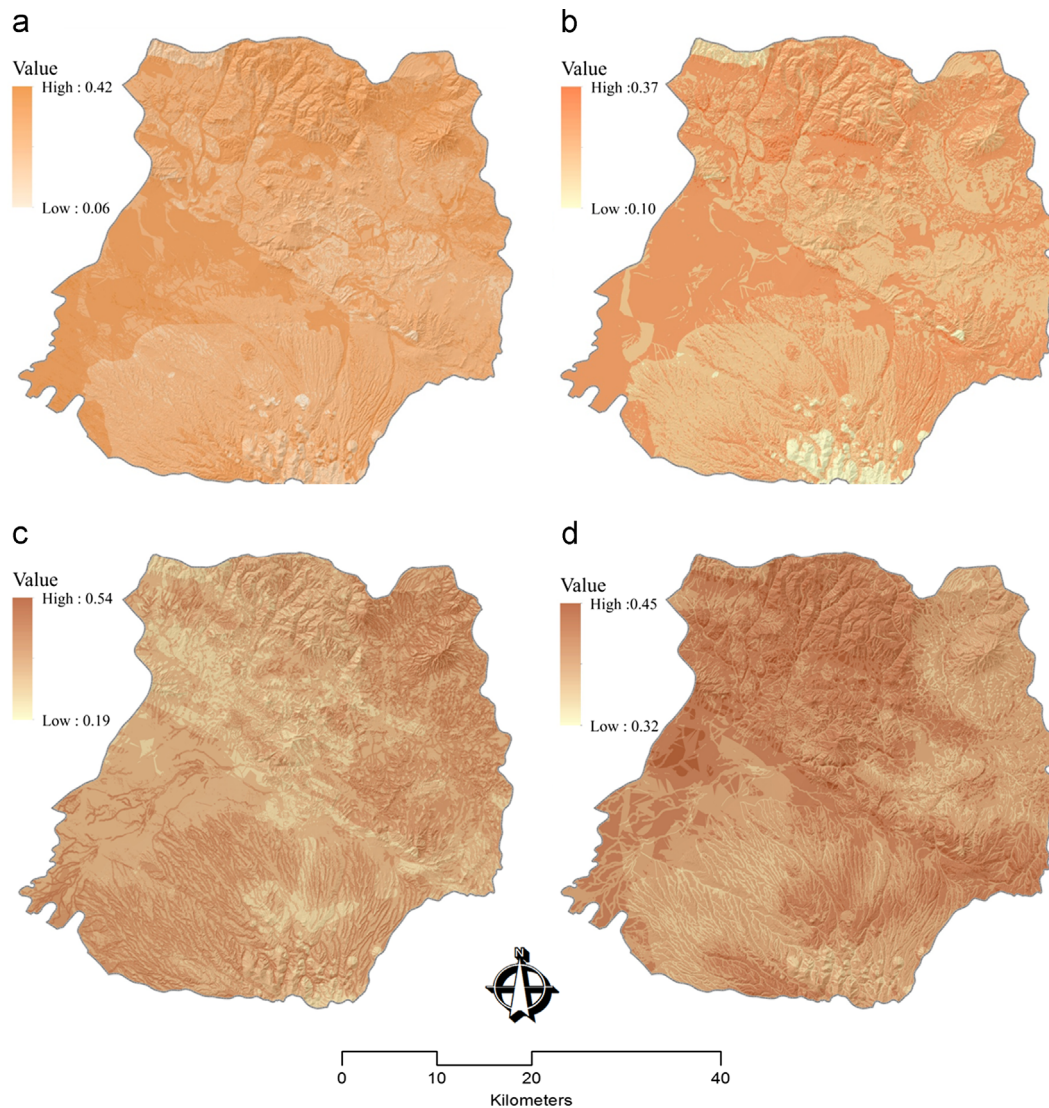 a
b
Value
High : 0.42
Low : 0.06
Value
High :0.37
Low :0.10
c
d
Value
High : 0.54
Low : 0.19
Value
High :0.45
Low : 0.32
N
0 10 20 40
Kilometers